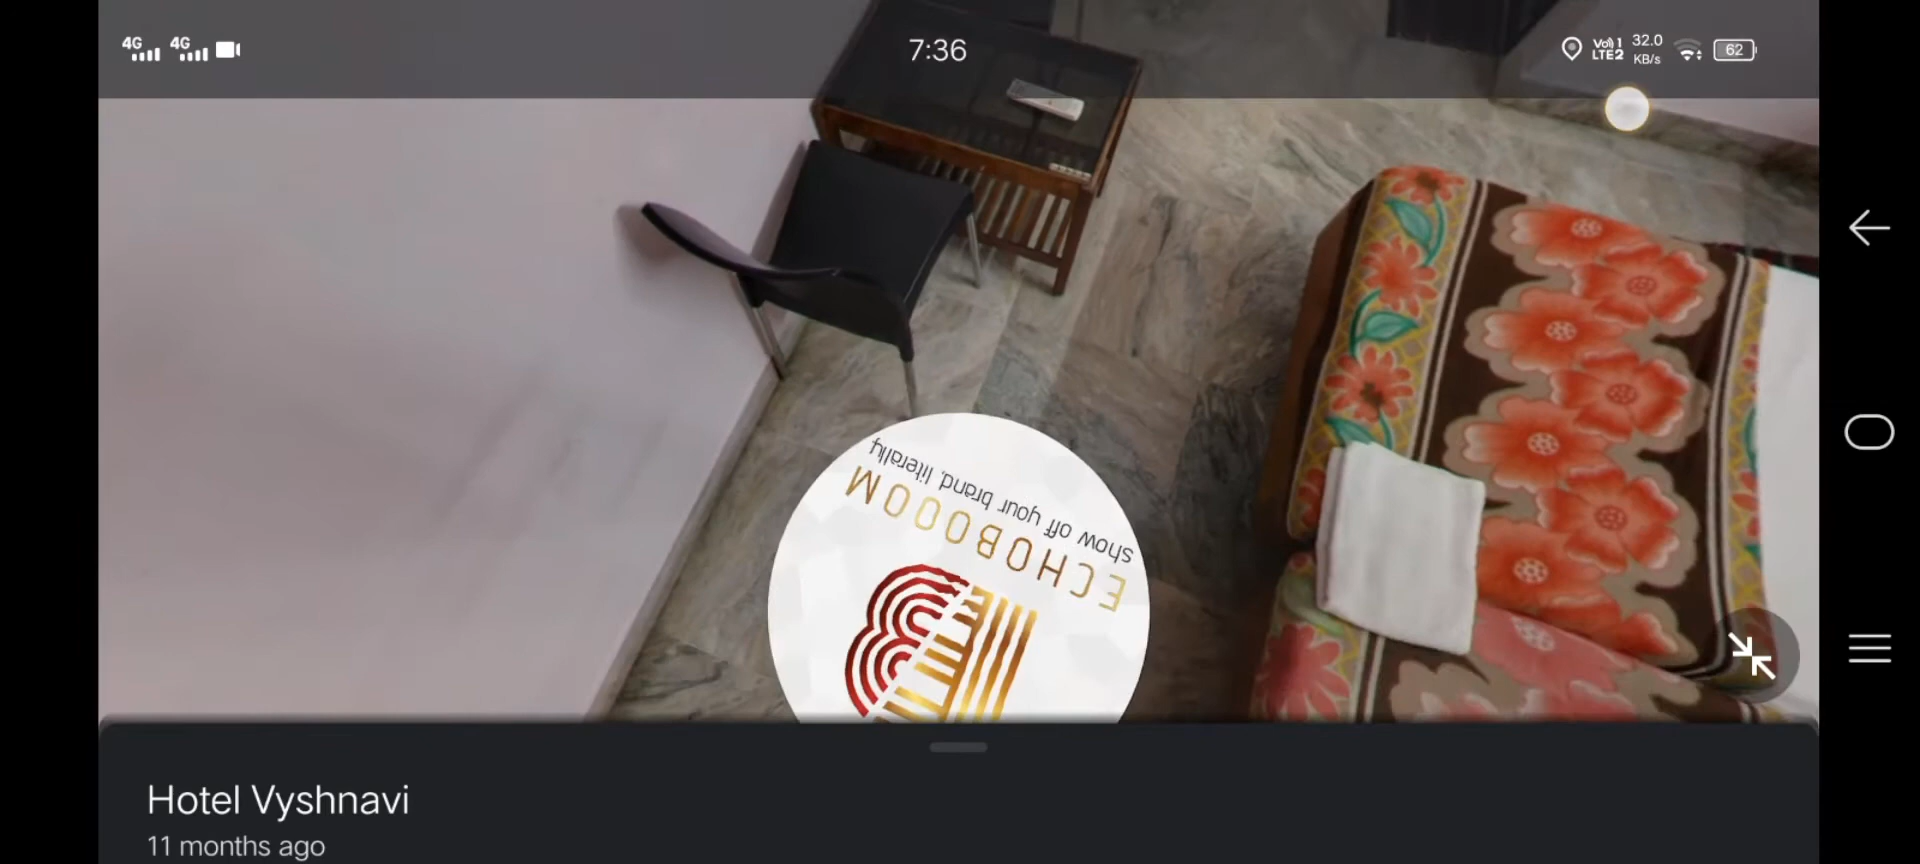 4G 4G
7:36
Vo) 1
LTE2
32.0
KB/s
62
ECHOBOOOM
show off your brand, literally
Hotel Vyshnavi
11 months ago